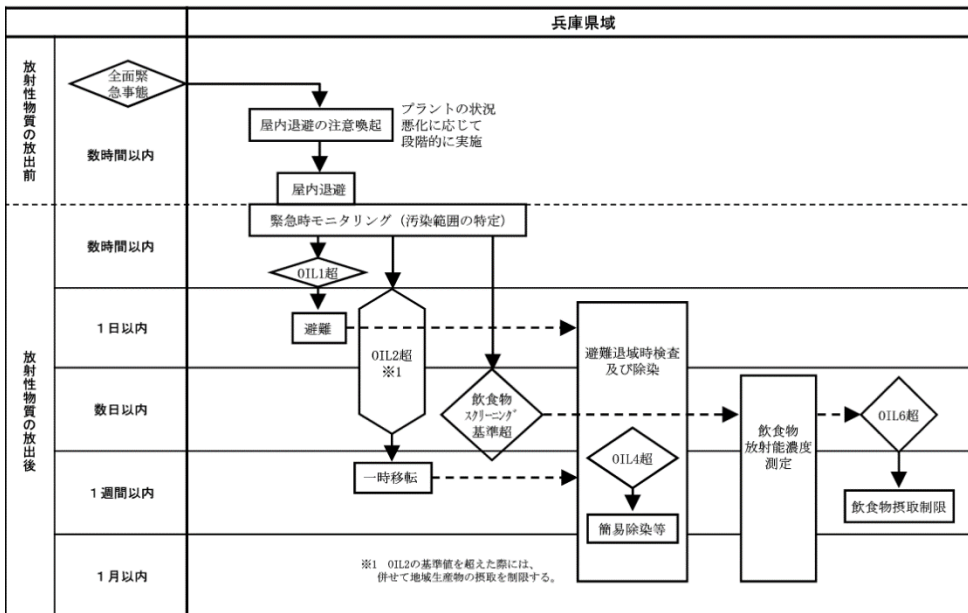 兵庫県域
放射性物質の放出前
全面緊
急事態
数時間以内
屋内退避の注意喚起
プラントの状況
悪化に応じて
段階的に実施
屋内退避
放射性物質の放出後
数時間以内
緊急時モニタリング（汚染範囲の特定）
OIL1超
1日以内
避難
OIL2超
※1
避難退域時検査
及び除染
数日以内
飲食物
スクリーニング
基準超
飲食物
放射能濃度
測定
OIL6超
1週間以内
一時移転
OIL4超
簡易除染等
飲食物摂取制限
1月以内
※1 OIL2の基準値を超えた際には、
併せて地域生産物の摂取を制限する。